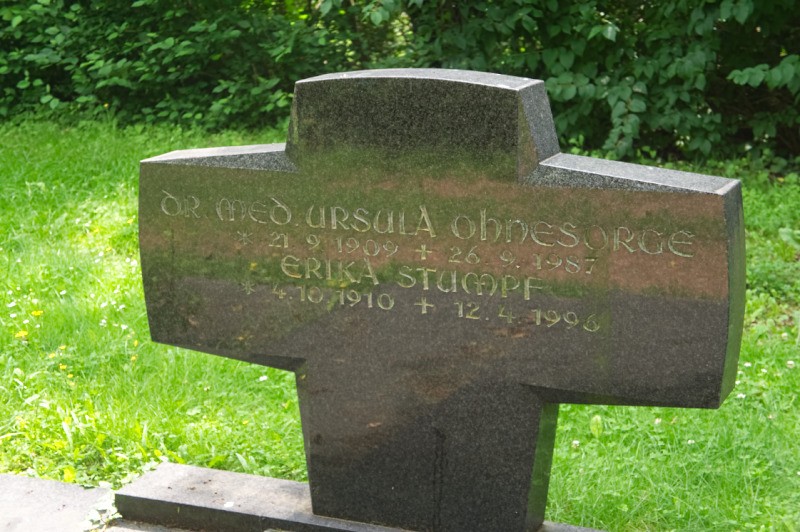 DR. MED. URSULA OHNESORGE
* 21.9.1909 + 26.9.1987
ERIKA STUMPF
* 4.10.1910 + 12.4.1996